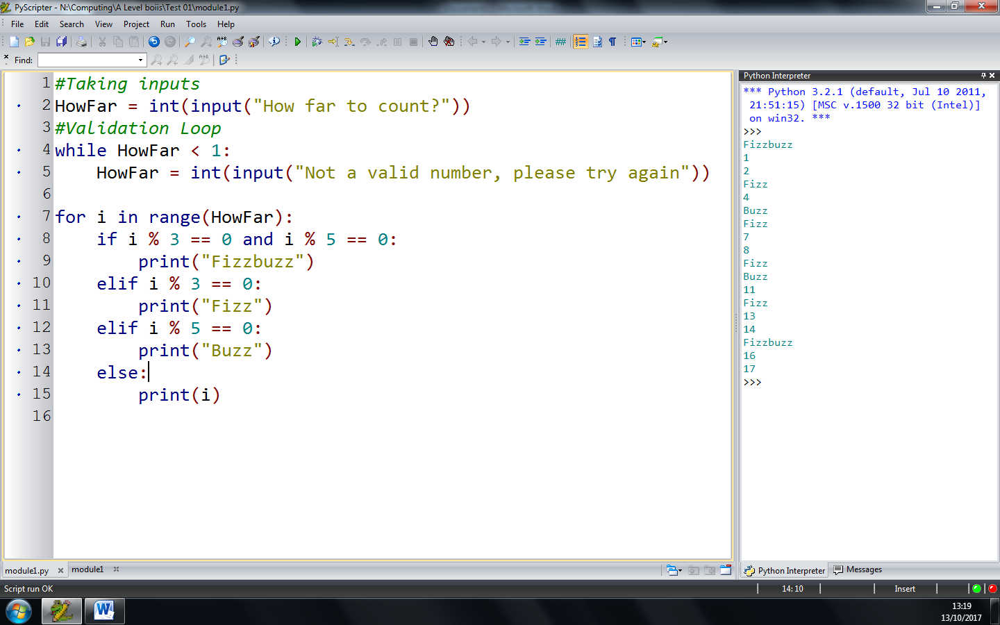 PyScripter - N:\Computing\A Level boiis\Test 01\module1.py
File Edit Search View Project Run Tools Help
Find:
1 #Taking inputs
2 HowFar = int(input("How far to count?"))
3 #Validation Loop
4 while HowFar < 1:
5 HowFar = int(input("Not a valid number, please try again"))
6
7 for i in range(HowFar):
8 if i % 3 == 0 and i % 5 == 0:
9 print("Fizzbuzz")
10 elif i % 3 == 0:
11 print("Fizz")
12 elif i % 5 == 0:
13 print("Buzz")
14 else:
15 print(i)
16
module1.py module1
Python Interpreter
*** Python 3.2.1 (default, Jul 10 2011,
21:51:15) [MSC v.1500 32 bit (Intel)]
on win32. ***
>>>
Fizzbuzz
1
2
Fizz
4
Buzz
Fizz
7
8
Fizz
Buzz
11
Fizz
13
14
Fizzbuzz
16
17
>>>
Python Interpreter Messages
Script run OK 14: 10 Insert
13:19
13/10/2017